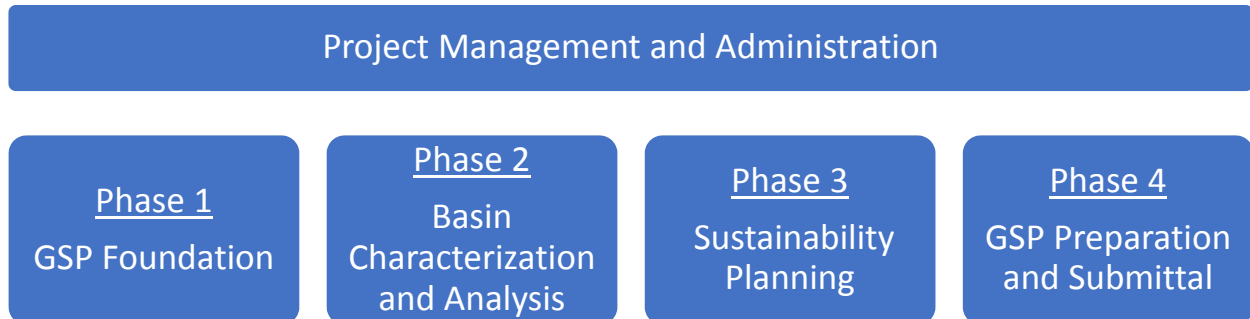 Project Management and Administration
Phase 1
GSP Foundation
Phase 2
Basin
Characterization
and Analysis
Phase 3
Sustainability
Planning
Phase 4
GSP Preparation
and Submittal